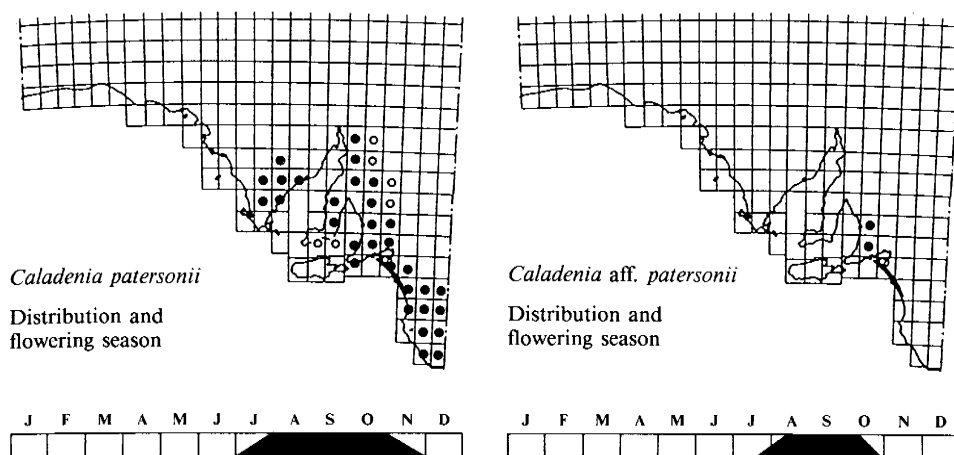 Caladenia patersonii
Distribution and
flowering season
J F M A M J J A S O N D
Caladenia aff. patersonii
Distribution and
flowering season
J F M A M J J A S O N D